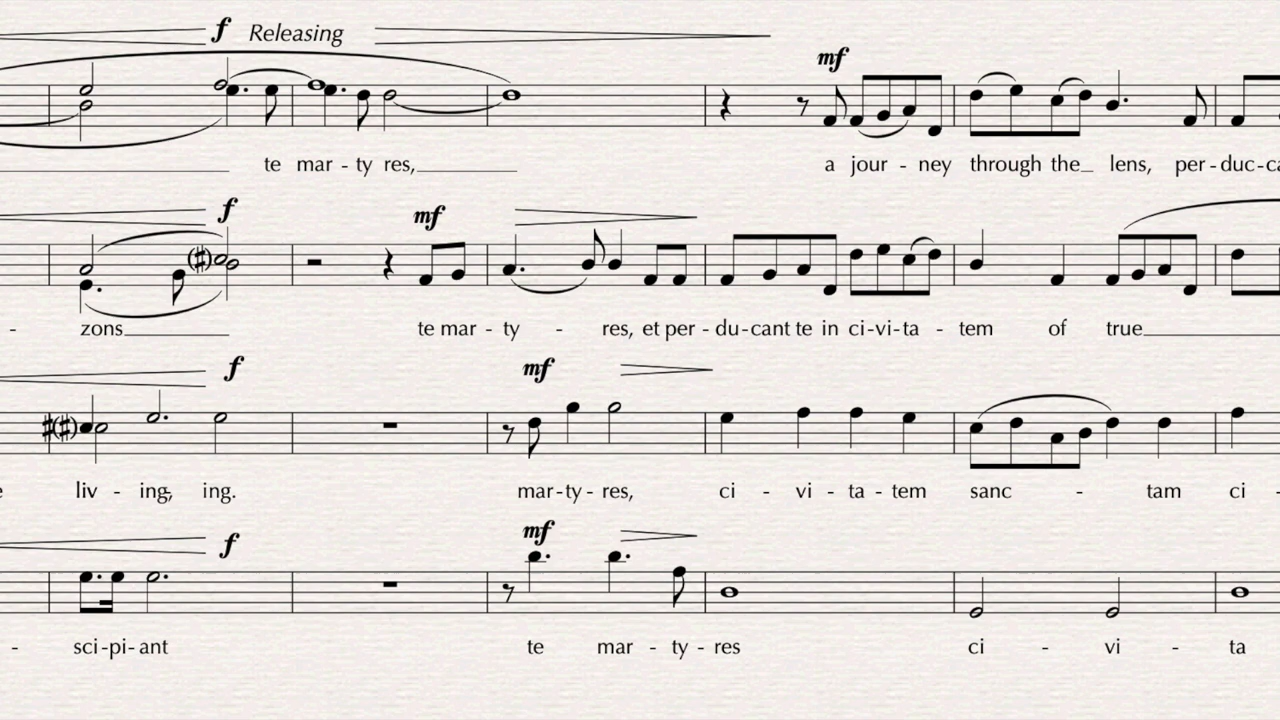 f Releasing
mf
te mar - ty res,
a jour - ney through the lens, per - duc - ca
f
mf
- zons
te mar - ty - res, et per - du - cant te in ci - vi - ta - tem of true
f
mf
e liv - ing, ing. mar - ty - res, ci - vi - ta - tem sanc - tam ci
f
mf
- sci - pi - ant te mar - ty - res ci - vi - ta